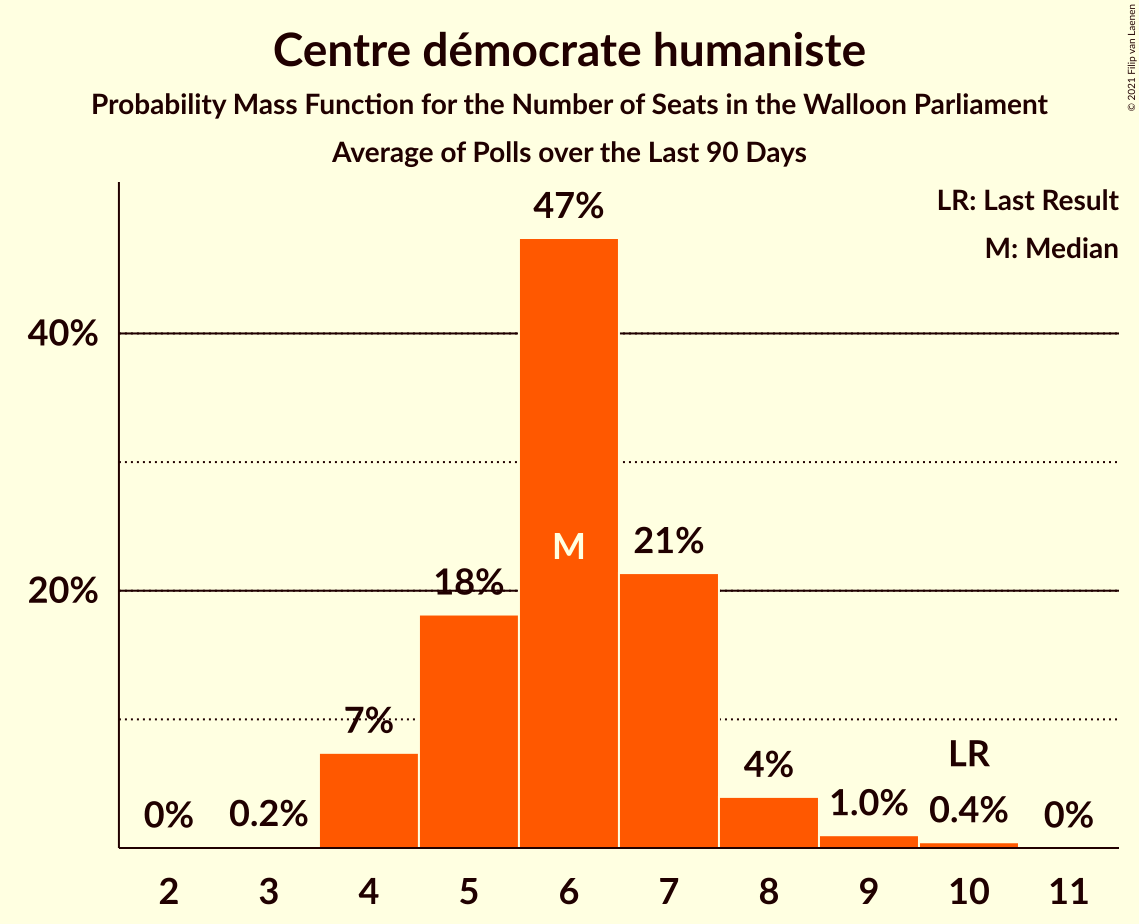 Centre démocrate humaniste
Probability Mass Function for the Number of Seats in the Walloon Parliament
Average of Polls over the Last 90 Days
© 2021 Filip van Laenen
LR: Last Result
M: Median
47%
40%
M
21%
18%
20%
7%
4%
LR
0%
0.2%
1.0%
0.4%
0%
2 3 4 5 6 7 8 9 10 11